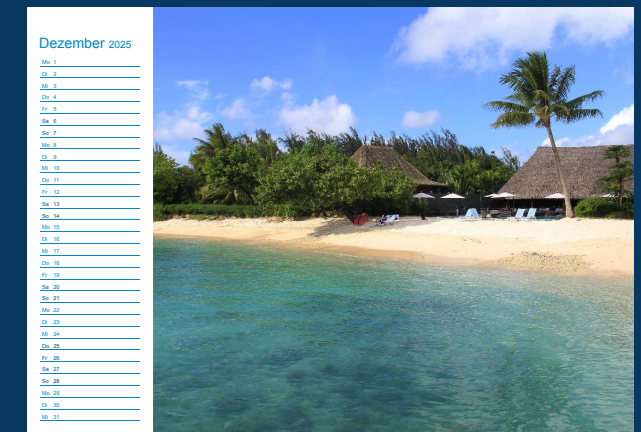 Dezember 2025
Mo 1
Di 2
Mi 3
Do 4
Fr 5
Sa 6
So 7
Mo 8
Di 9
Mi 10
Do 11
Fr 12
Sa 13
So 14
Mo 15
Di 16
Mi 17
Do 18
Fr 19
Sa 20
So 21
Mo 22
Di 23
Mi 24
Do 25
Fr 26
Sa 27
So 28
Mo 29
Di 30
Mi 31